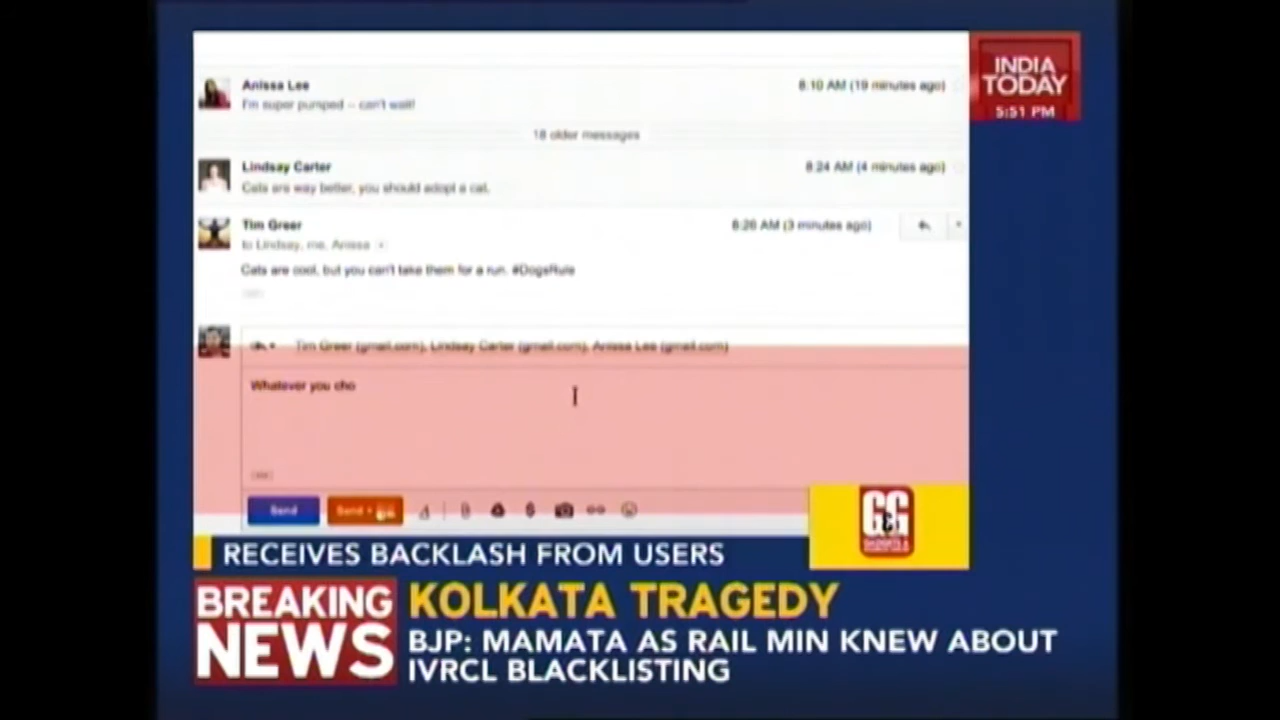 Anissa Lee
8:10 AM (19 minutes ago)
I'm super pumped -- can't wait!
18 older messages
Lindsay Carter
8:24 AM (4 minutes ago)
Cats are way better, you should adopt a cat.
Tim Greer
8:26 AM (3 minutes ago)
to Lindsay, me, Anissa
Cats are cool, but you can't take them for a run. #DogsRule
Tim Greer (gmail.com), Lindsay Carter (gmail.com), Anissa Lee (gmail.com)
Whatever you cho
Send
Send +
INDIA
TODAY
5:51 PM
G&G
RECEIVES BACKLASH FROM USERS
BREAKING
NEWS
KOLKATA TRAGEDY
BJP: MAMATA AS RAIL MIN KNEW ABOUT
IVRCL BLACKLISTING